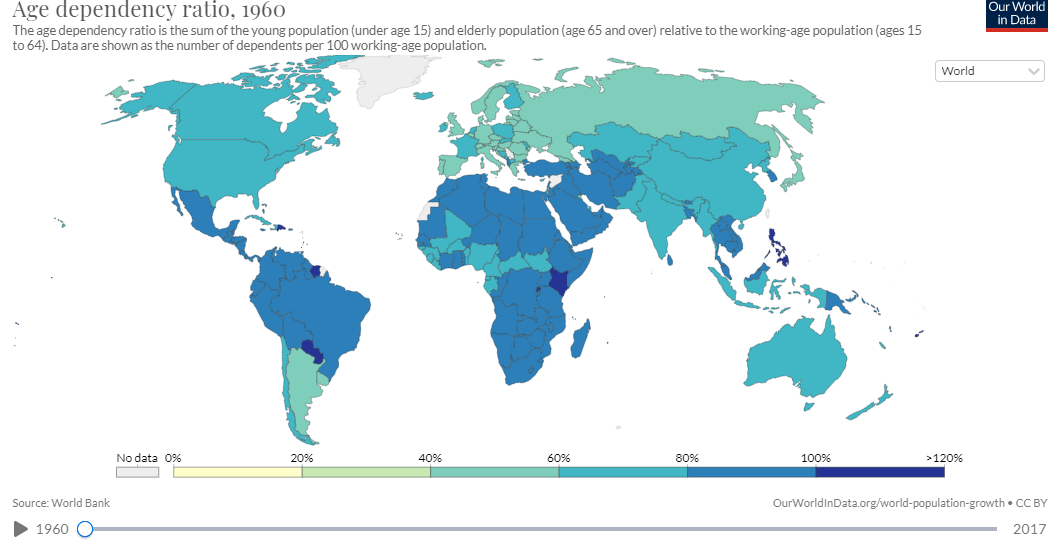 Age dependency ratio, 1960
Our World
in Data
The age dependency ratio is the sum of the young population (under age 15) and elderly population (age 65 and over) relative to the working-age population (ages 15
to 64). Data are shown as the number of dependents per 100 working-age population.
World
No data 0% 20% 40% 60% 80% 100% >120%
Source: World Bank
OurWorldInData.org/world-population-growth • CC BY
1960
2017